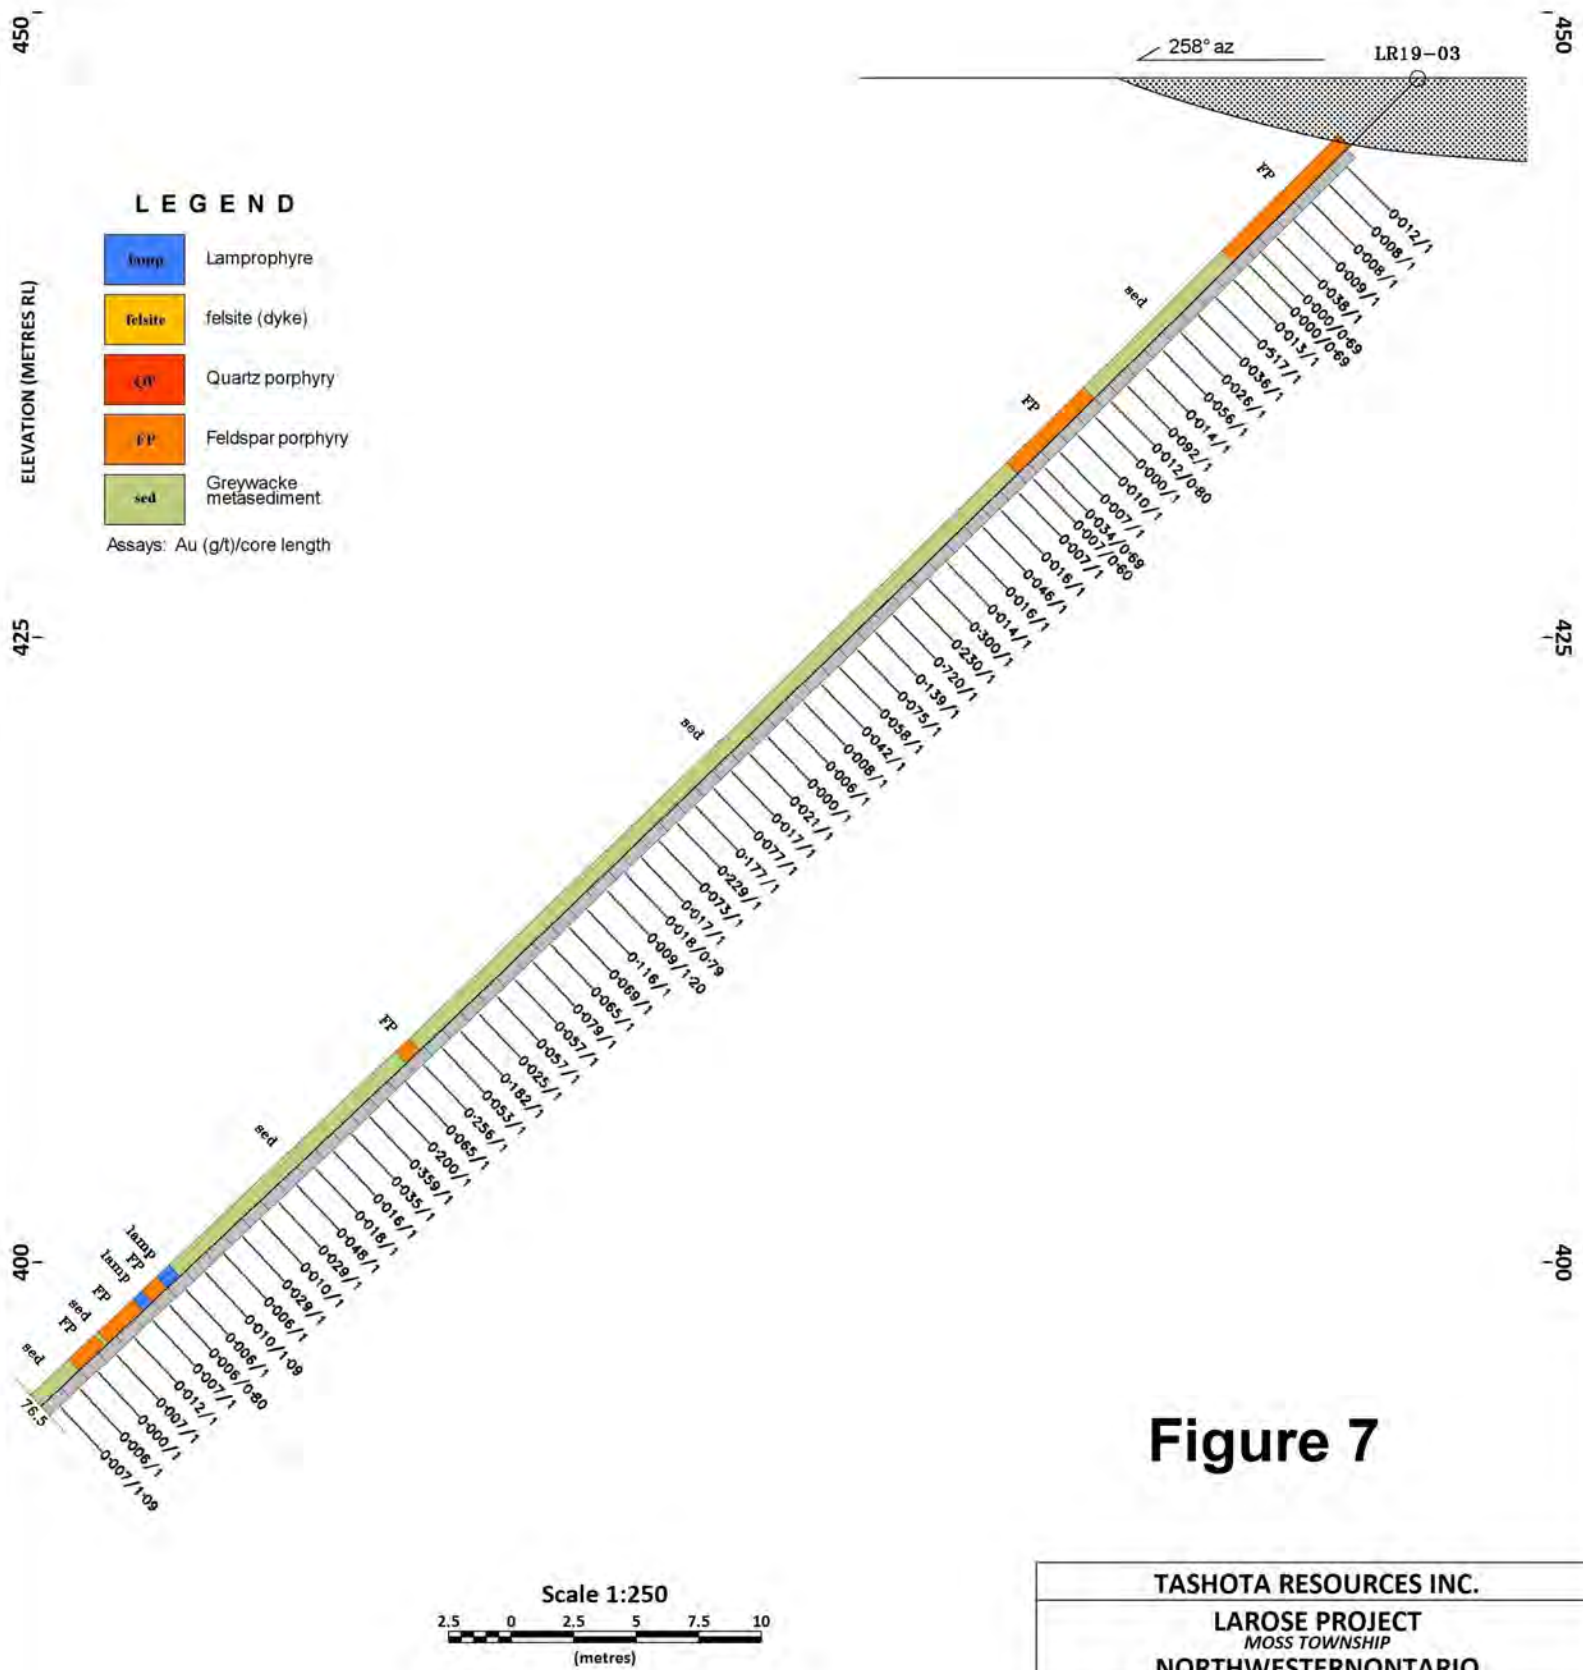 450
450
258° az
LR19-03
LEGEND
lamp
Lamprophyre
felsite
felsite (dyke)
QP
Quartz porphyry
FP
Feldspar porphyry
sed
Greywacke
metasediment
Assays: Au (g/t)/core length
ELEVATION (METRES RL)
425
425
400
400
FP
sed
FP
sed
FP
sed
lamp
FP
lamp
FP
sed
FP
sed
76.5
0.012/1
0.008/1
0.008/1
0.009/1
0.038/1
0.000/0.69
0.000/0.69
0.013/1
0.517/1
0.036/1
0.026/1
0.056/1
0.014/1
0.092/1
0.012/0.80
0.000/1
0.010/1
0.007/1
0.034/0.69
0.007/0.60
0.007/1
0.016/1
0.046/1
0.016/1
0.014/1
0.300/1
0.230/1
0.720/1
0.139/1
0.075/1
0.058/1
0.042/1
0.008/1
0.006/1
0.000/1
0.021/1
0.017/1
0.077/1
0.177/1
0.229/1
0.073/1
0.017/1
0.018/0.79
0.009/1.20
0.116/1
0.069/1
0.065/1
0.079/1
0.057/1
0.057/1
0.025/1
0.182/1
0.053/1
0.256/1
0.065/1
0.200/1
0.359/1
0.035/1
0.016/1
0.018/1
0.048/1
0.029/1
0.010/1
0.029/1
0.006/1
0.010/1.09
0.006/1
0.006/0.80
0.007/1
0.012/1
0.007/1
0.000/1
0.006/1
0.007/1.09
Figure 7
Scale 1:250
2.5 0 2.5 5 7.5 10
(metres)
TASHOTA RESOURCES INC.
LAROSE PROJECT
MOSS TOWNSHIP
NORTHWESTERNONTARIO